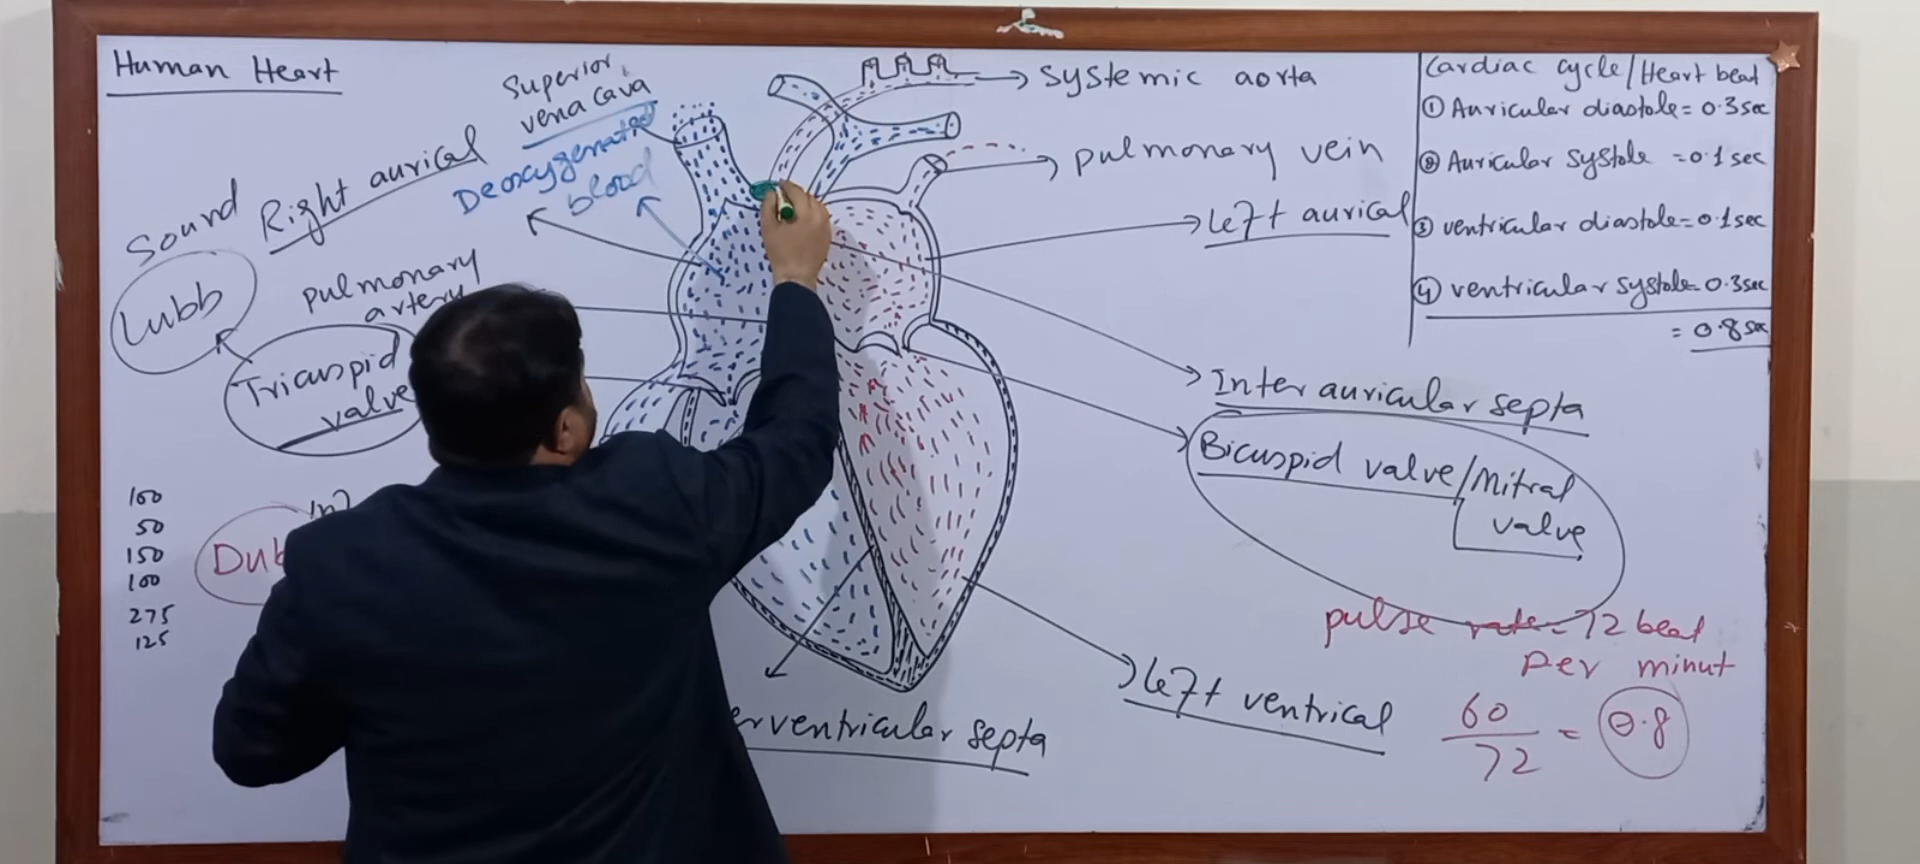 Human Heart
Superior
vena cava
Deoxygenated
blood
Right aurical
Sound
Lubb
pulmonary
artery
Tricuspid
valve
100
50
150
100
275
125
Dub
erventricular septa
systemic aorta
pulmonary vein
left aurical
Inter auricular septa
Bicuspid valve/Mitral
valve
left ventrical
Cardiac cycle/Heart beat
① Auricular diastole = 0.3sec
② Auricular systole = 0.1 sec
③ ventricular diastole = 0.1sec
④ ventricular systole = 0.3sec
= 0.8 sec
pulse rate = 72 beat
per minut
60
72
= 0.8